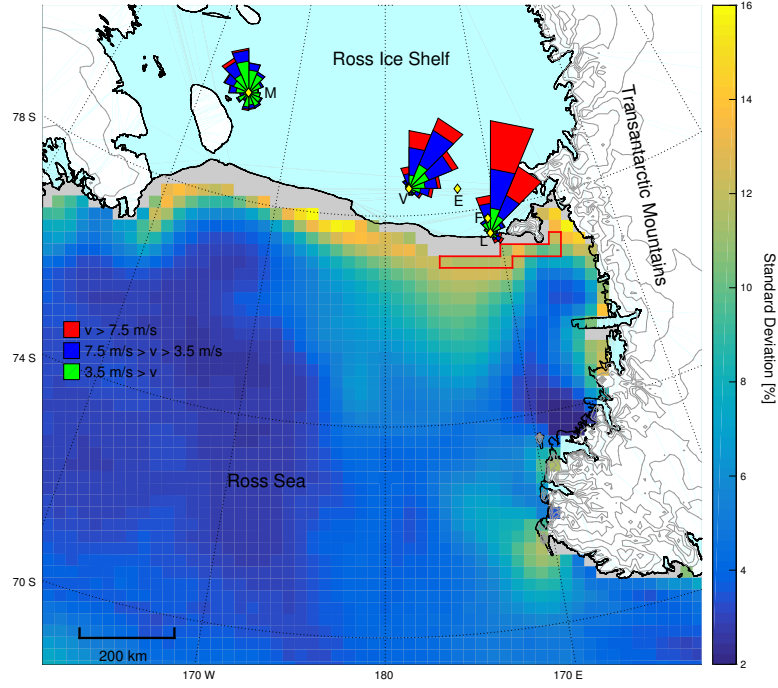 Ross Ice Shelf
Transantarctic Mountains
M
V
E
F
L
78 S
74 S
70 S
v > 7.5 m/s
7.5 m/s > v > 3.5 m/s
3.5 m/s > v
Ross Sea
200 km
170 W
180
170 E
16
14
12
10
8
6
4
2
Standard Deviation [%]